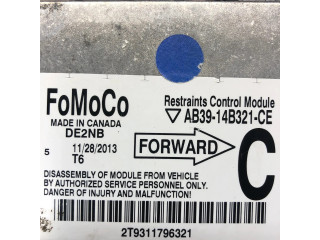 FoMoCo
MADE IN CANADA
DE2NB
Restraints Control Module
AB39-14B321-CE
5 11/28/2013
T6
FORWARD
C
DISASSEMBLY OF MODULE FROM VEHICLE
BY AUTHORIZED SERVICE PERSONNEL ONLY.
DANGER OF INJURY AND MALFUNCTION!
2T9311796321